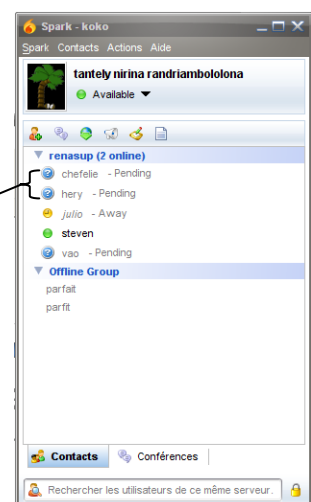 Spark - koko
Spark Contacts Actions Aide
tantely nirina randriambololona
Available
renasup (2 online)
chefelie - Pending
hery - Pending
julio - Away
steven
vao - Pending
Offline Group
parfait
parfit
Contacts Conférences
Rechercher les utilisateurs de ce même serveur.